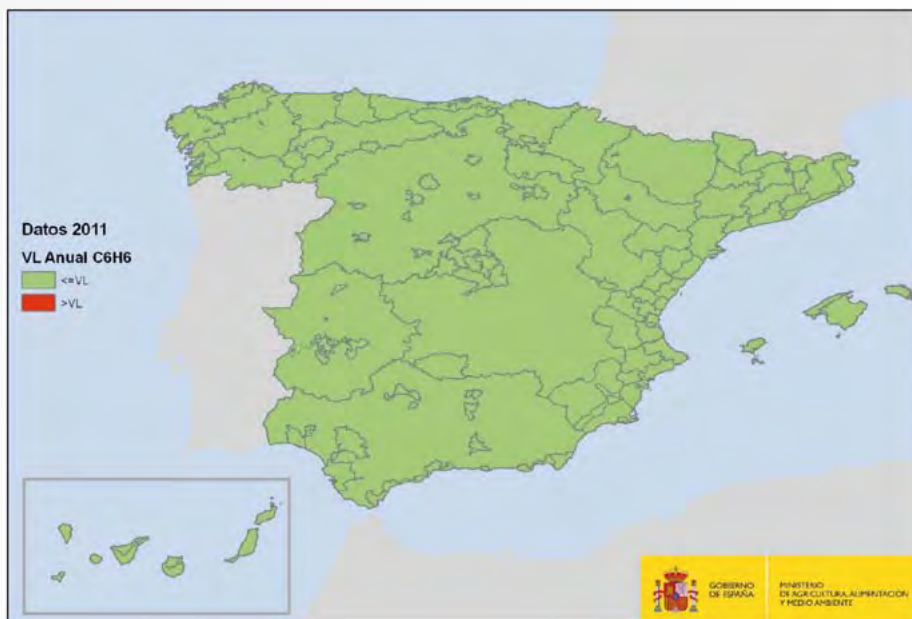 Datos 2011
VL Anual C6H6
<=VL
>VL
GOBIERNO
DE ESPAÑA
MINISTERIO
DE AGRICULTURA, ALIMENTACIÓN
Y MEDIO AMBIENTE